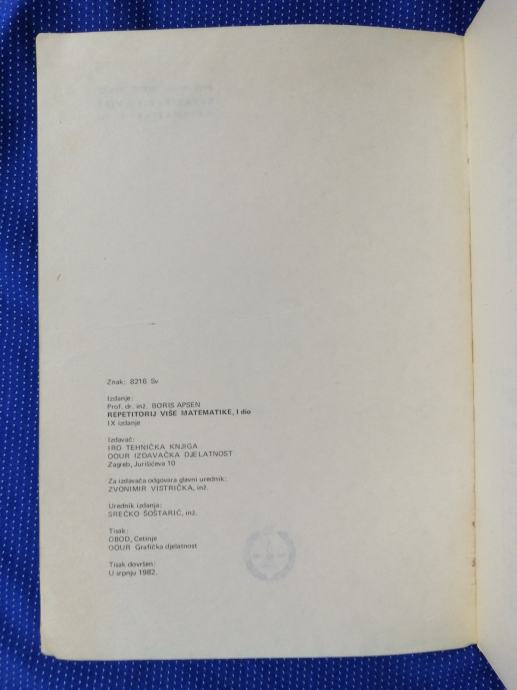 Znak: 8216 Sv
Izdanje:
Prof. dr. inž. BORIS APSEN
REPETITORIJ VIŠE MATEMATIKE, I dio
IX izdanje
Izdavač:
IRO TEHNIČKA KNJIGA
OOUR IZDAVAČKA DJELATNOST
Zagreb, Jurišićeva 10
Za izdavača odgovara glavni urednik:
ZVONIMIR VISTRIČKA, inž.
Urednik izdanja:
SREĆKO ŠOŠTARIĆ, inž.
Tisak:
OBOD, Cetinje
OOUR Grafička djelatnost
Tisak dovršen:
U srpnju 1982.